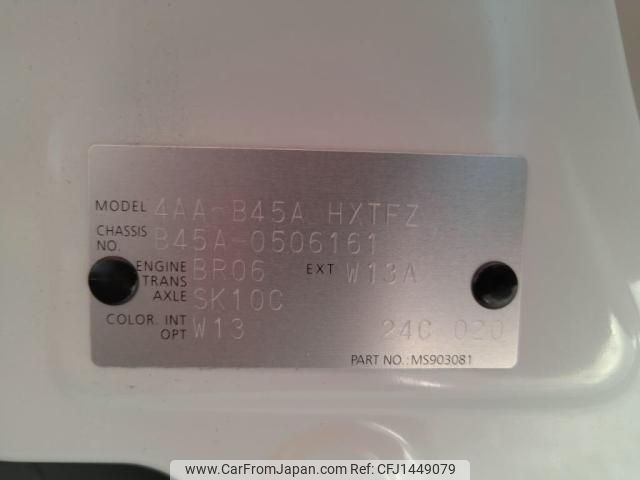 MODEL 4AA-B45A HXTFZ
CHASSIS NO. B45A-0506161
ENGINE BR06 EXT W13A
TRANS AXLE SK10C
COLOR. INT OPT W13 24C 020
PART NO.: MS903081
www.CarFromJapan.com REF No: CFJ1449079